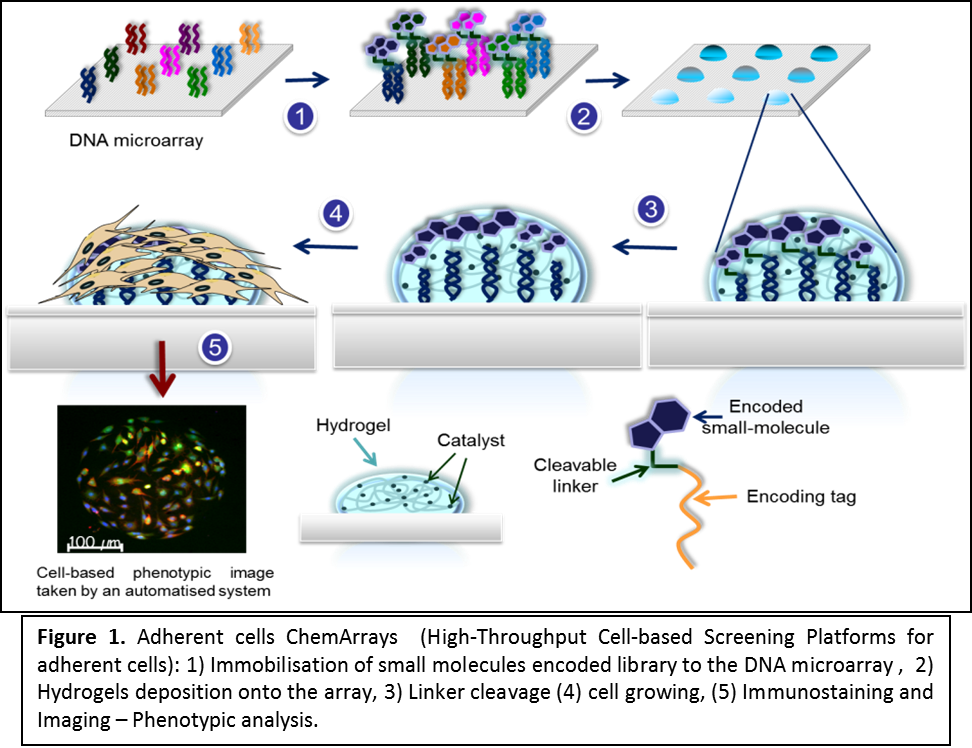 DNA microarray
1
2
3
4
5
Hydrogel
Catalyst
Encoded
small-molecule
Cleavable
linker
Encoding tag
100 µm
Cell-based phenotypic image
taken by an automatised system
Figure 1. Adherent cells ChemArrays (High-Throughput Cell-based Screening Platforms for
adherent cells): 1) Immobilisation of small molecules encoded library to the DNA microarray , 2)
Hydrogels deposition onto the array, 3) Linker cleavage (4) cell growing, (5) Immunostaining and
Imaging – Phenotypic analysis.